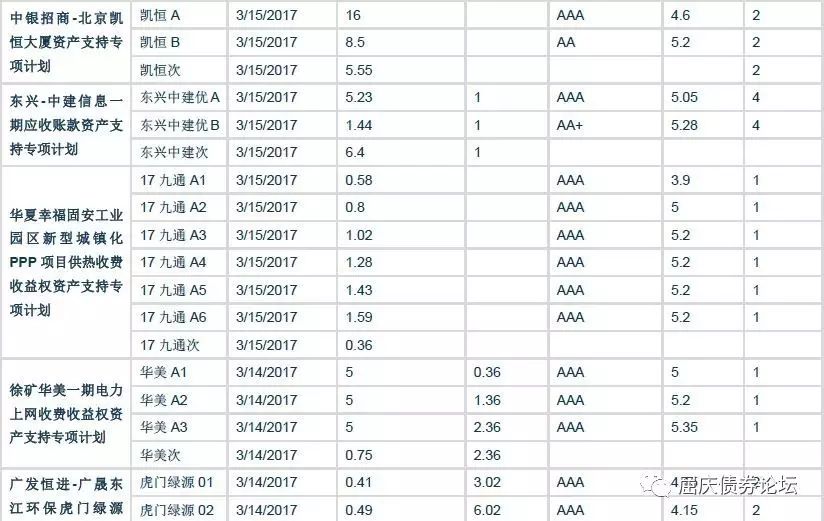 中银招商-北京凯恒大厦资产支持专项计划
凯恒 A 3/15/2017 16 AAA 4.6 2
凯恒 B 3/15/2017 8.5 AA 5.2 2
凯恒次 3/15/2017 5.55 2
东兴-中建信息一期应收账款资产支持专项计划
东兴中建优 A 3/15/2017 5.23 1 AAA 5.05 4
东兴中建优 B 3/15/2017 1.44 1 AA+ 5.28 4
东兴中建次 3/15/2017 6.4 1
华夏幸福固安工业园区新型城镇化PPP 项目供热收费收益权资产支持专项计划
17 九通 A1 3/15/2017 0.58 AAA 3.9 1
17 九通 A2 3/15/2017 0.8 AAA 5 1
17 九通 A3 3/15/2017 1.02 AAA 5.2 1
17 九通 A4 3/15/2017 1.28 AAA 5.2 1
17 九通 A5 3/15/2017 1.43 AAA 5.2 1
17 九通 A6 3/15/2017 1.59 AAA 5.2 1
17 九通次 3/15/2017 0.36
徐矿华美一期电力上网收费收益权资产支持专项计划
华美 A1 3/14/2017 5 0.36 AAA 5 1
华美 A2 3/14/2017 5 1.36 AAA 5.2 1
华美 A3 3/14/2017 5 2.36 AAA 5.35 1
华美次 3/14/2017 0.75 2.36
广发恒进-广晟东江环保虎门绿源
虎门绿源 01 3/14/2017 0.41 3.02 AAA
虎门绿源 02 3/14/2017 0.49 6.02 AAA 4.15 2
屈庆债券论坛